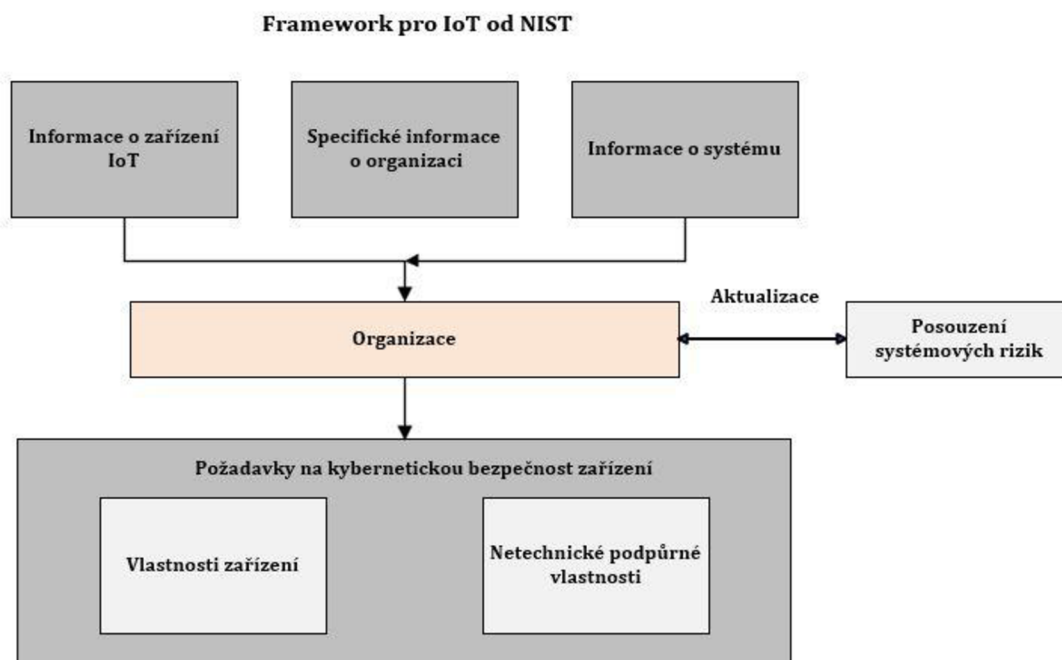 Framework pro IoT od NIST
Informace o zařízení
IoT
Specifické informace
o organizaci
Informace o systému
Aktualizace
Organizace
Posouzení
systémových rizik
Požadavky na kybernetickou bezpečnost zařízení
Vlastnosti zařízení
Netechnické podpůrné
vlastnosti